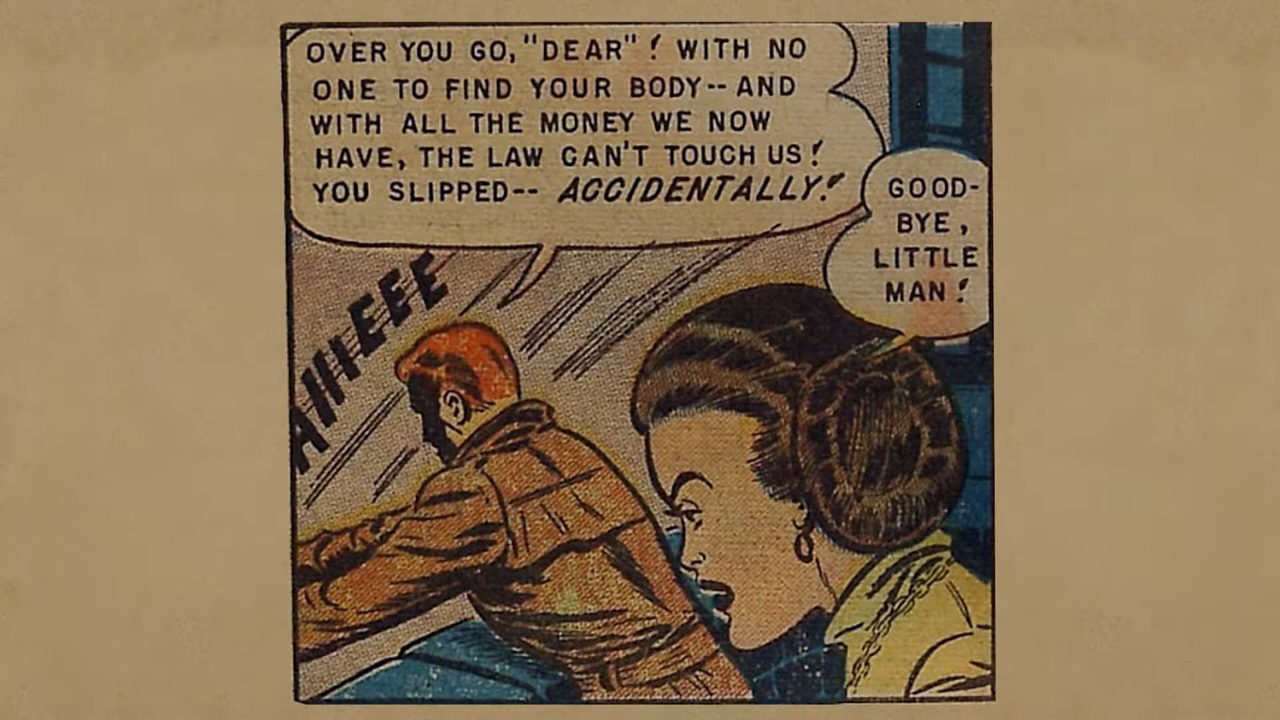 OVER YOU GO, "DEAR"! WITH NO
ONE TO FIND YOUR BODY--AND
WITH ALL THE MONEY WE NOW
HAVE, THE LAW CAN'T TOUCH US!
YOU SLIPPED-- ACCIDENTALLY!
GOOD-
BYE,
LITTLE
MAN!
AIIIEEEE